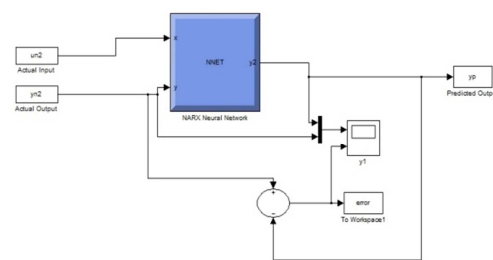 un2
Actual Input
yn2
Actual Output
x
y
NNET
y2
NARX Neural Network
yp
Predicted Outp
y1
+
−
error
To Workspace1